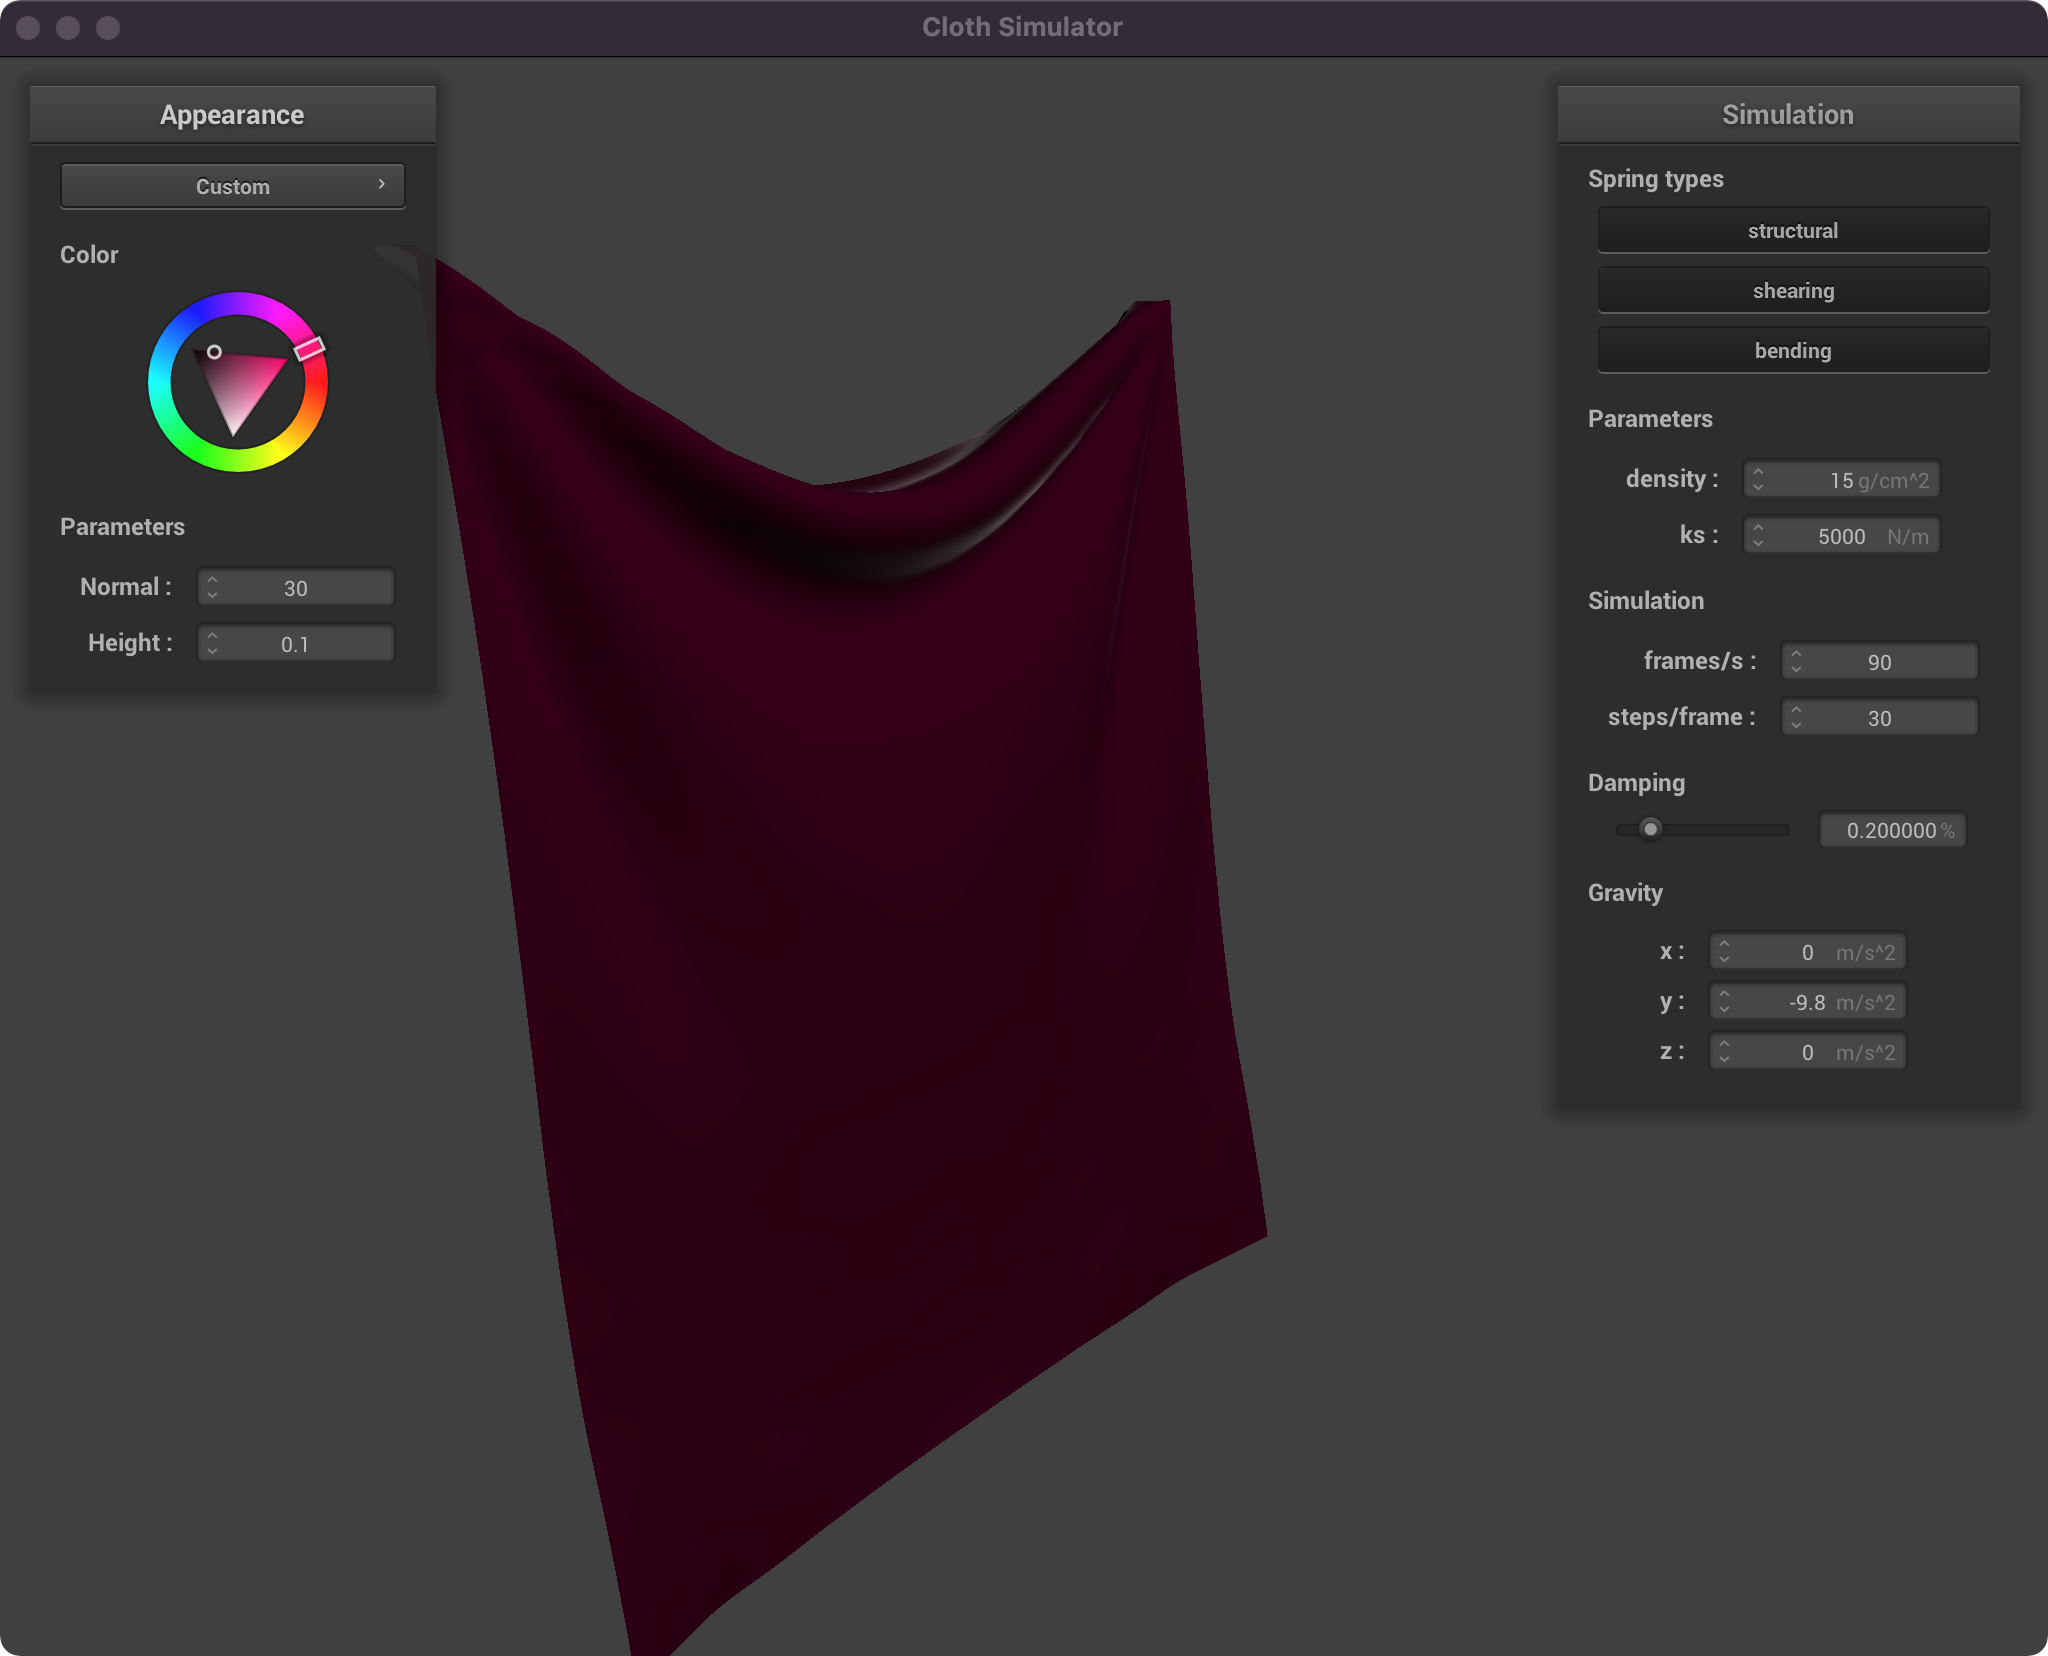 Cloth Simulator
Appearance
Custom
Color
Parameters
Normal : 30
Height : 0.1
Simulation
Spring types
structural
shearing
bending
Parameters
density : 15 g/cm^2
ks : 5000 N/m
Simulation
frames/s : 90
steps/frame : 30
Damping
0.200000 %
Gravity
x : 0 m/s^2
y : -9.8 m/s^2
z : 0 m/s^2